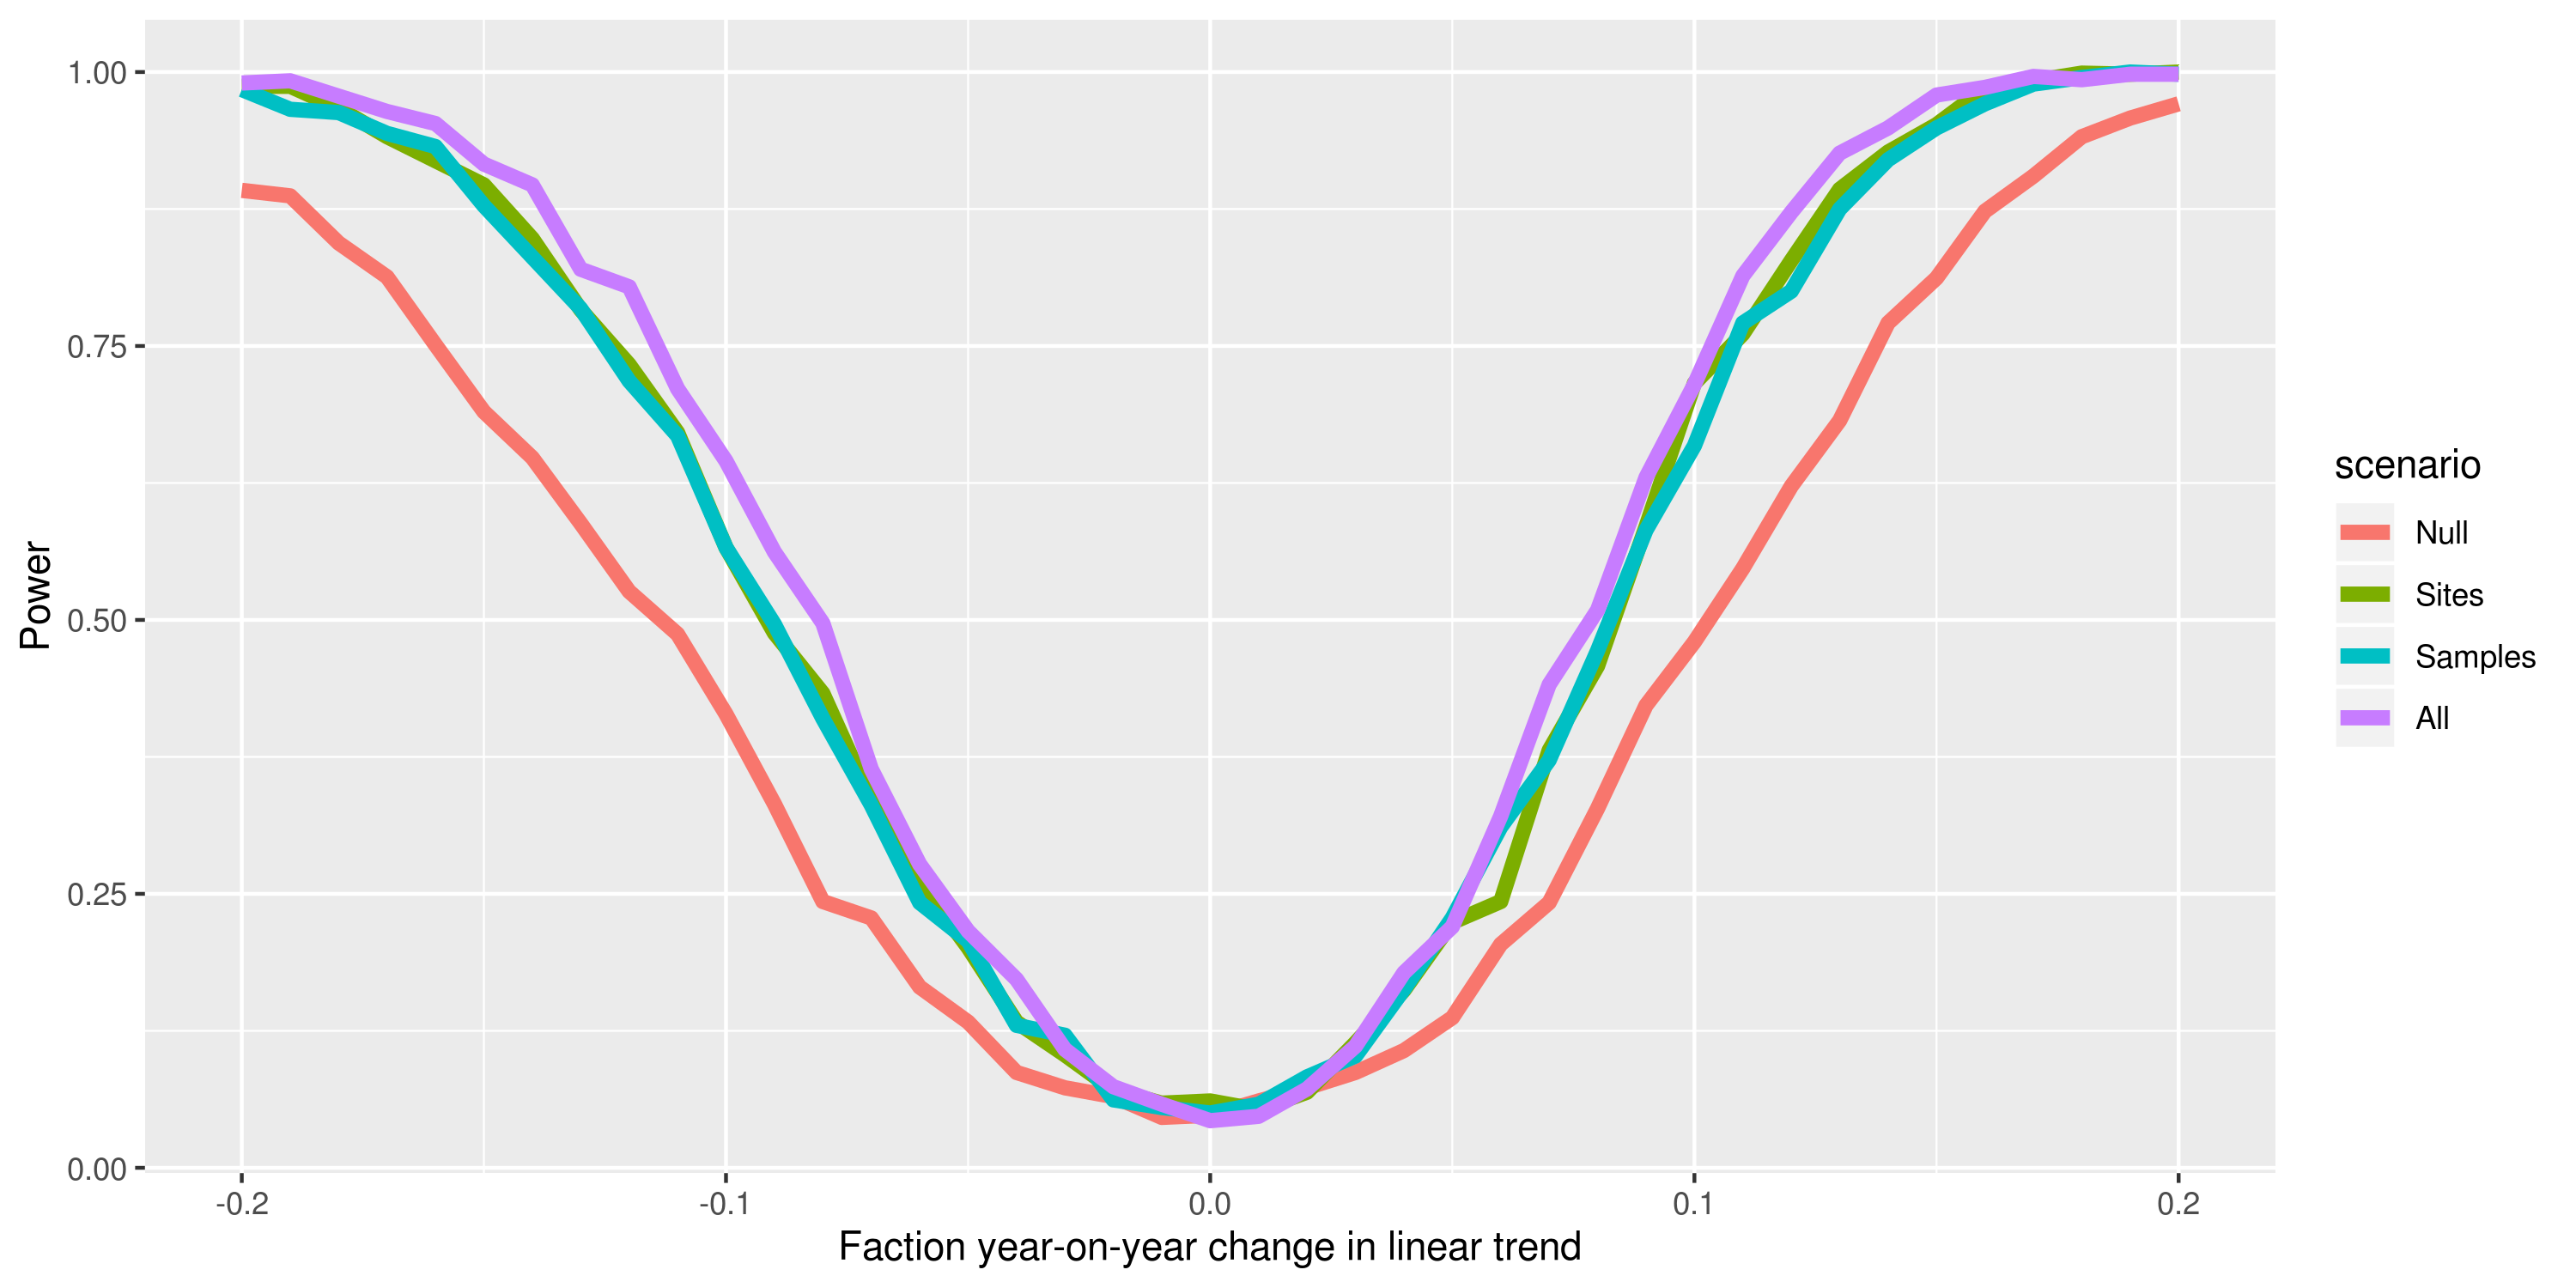 1.00
0.75
0.50
0.25
0.00
Power
-0.2
-0.1
0.0
0.1
0.2
Faction year-on-year change in linear trend
scenario
Null
Sites
Samples
All